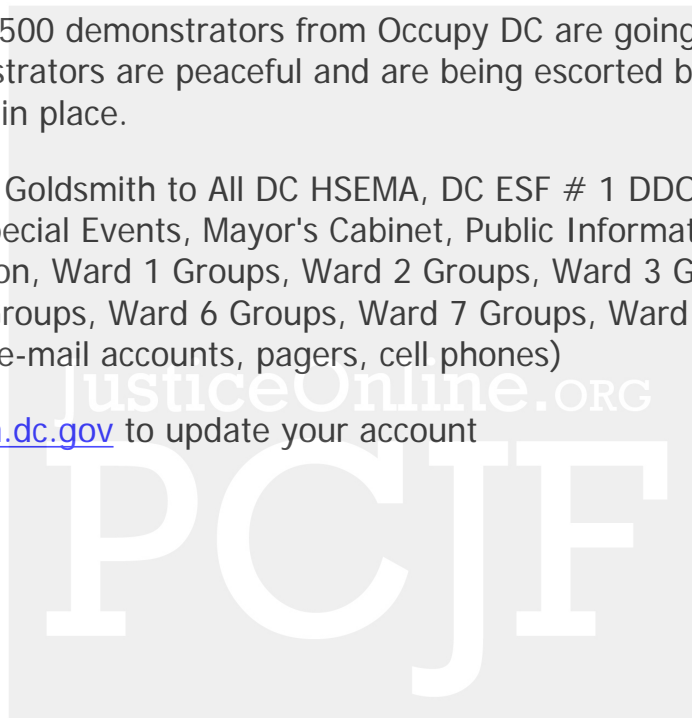 500 demonstrators from Occupy DC are going
strators are peaceful and are being escorted b
in place.
Goldsmith to All DC HSEMA, DC ESF # 1 DDO
pecial Events, Mayor's Cabinet, Public Informat
on, Ward 1 Groups, Ward 2 Groups, Ward 3 G
Groups, Ward 6 Groups, Ward 7 Groups, Ward
e-mail accounts, pagers, cell phones)
JusticeOnline.ORG
.dc.gov to update your account
PCJF